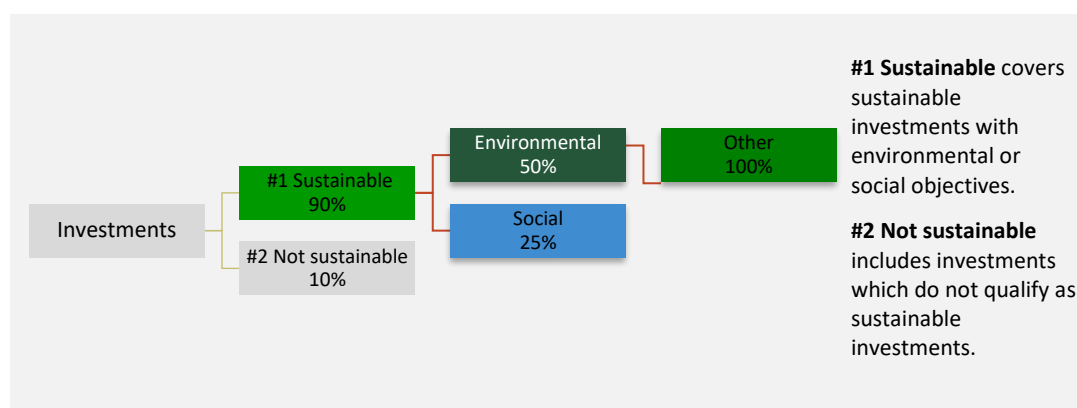 Investments
#1 Sustainable
90%
#2 Not sustainable
10%
Environmental
50%
Social
25%
Other
100%
#1 Sustainable covers
sustainable
investments with
environmental or
social objectives.
#2 Not sustainable
includes investments
which do not qualify as
sustainable
investments.